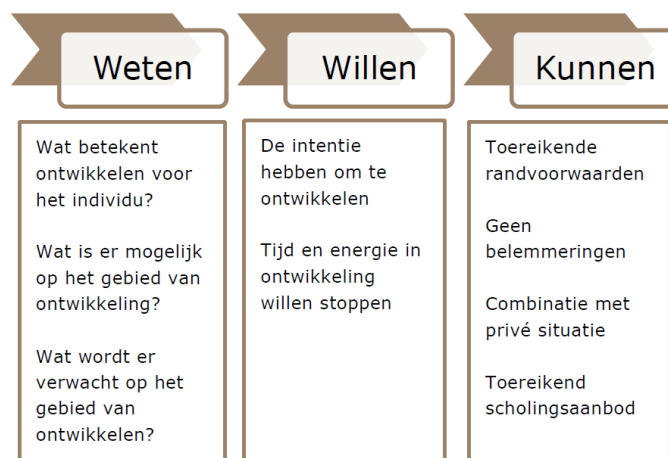 Weten
Wat betekent
ontwikkelen voor
het individu?
Wat is er mogelijk
op het gebied van
ontwikkeling?
Wat wordt er
verwacht op het
gebied van
ontwikkelen?
Willen
De intentie
hebben om te
ontwikkelen
Tijd en energie in
ontwikkeling
willen stoppen
Kunnen
Toereikende
randvoorwaarden
Geen
belemmeringen
Combinatie met
privé situatie
Toereikend
scholingsaanbod